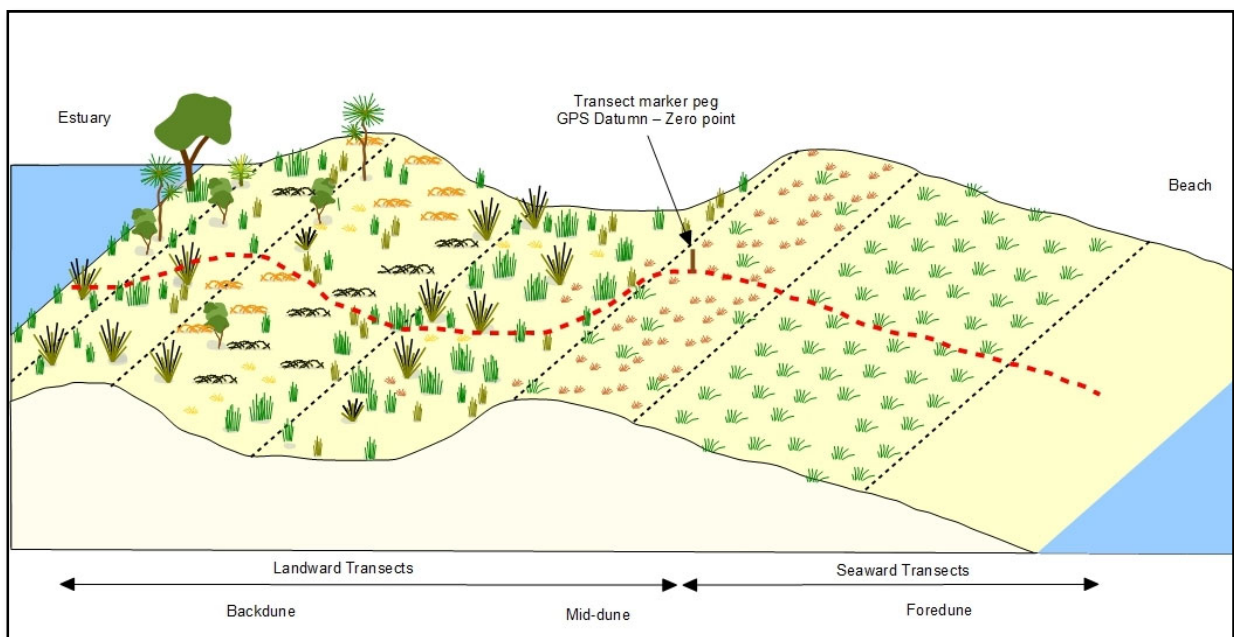 Transect marker peg
GPS Datumn – Zero point
Estuary
Beach
Landward Transects
Seaward Transects
Backdune
Mid-dune
Foredune